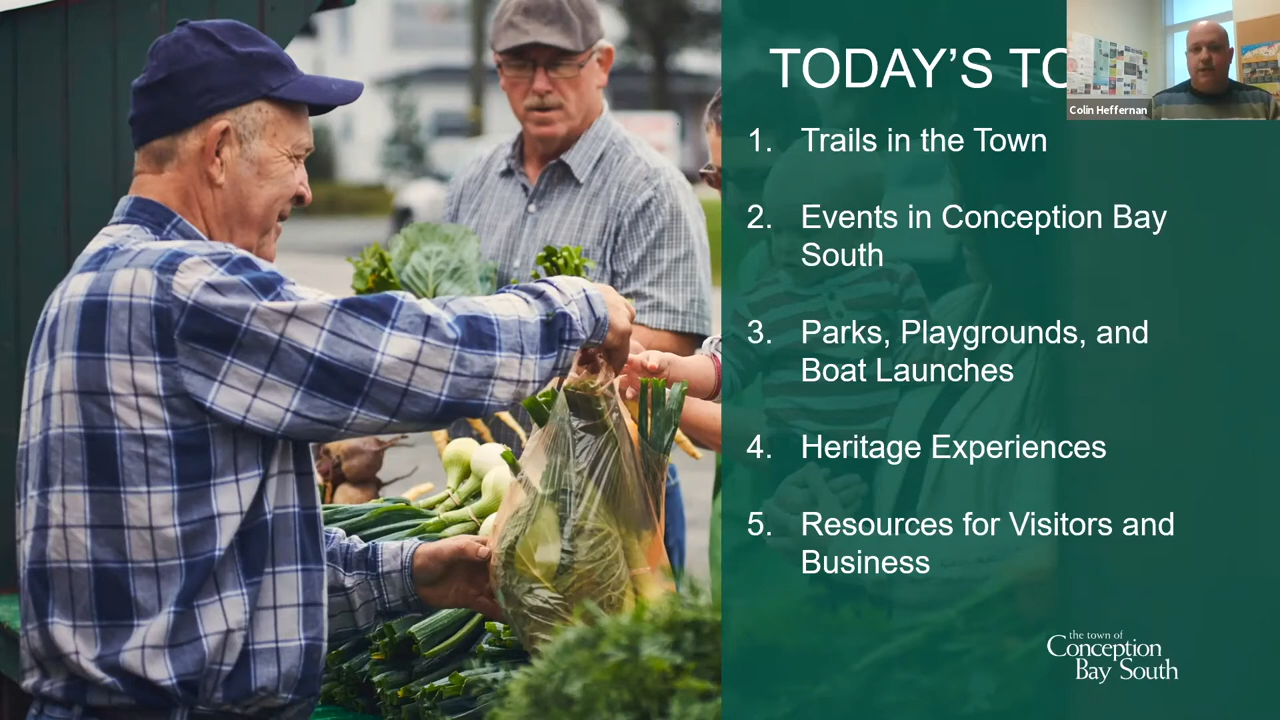 TODAY'S TO
Colin Heffernan
1. Trails in the Town
2. Events in Conception Bay
South
3. Parks, Playgrounds, and
Boat Launches
4. Heritage Experiences
5. Resources for Visitors and
Business
the town of
Conception
Bay South